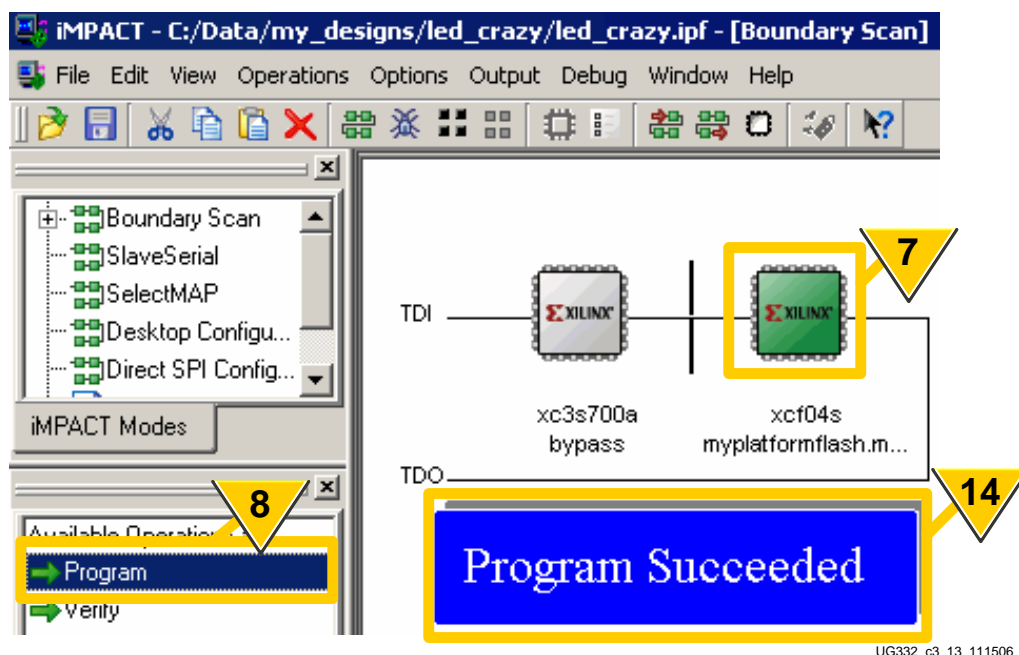 iMPACT - C:/Data/my_designs/led_crazy/led_crazy.ipf - [Boundary Scan]
File Edit View Operations Options Output Debug Window Help
Boundary Scan
SlaveSerial
SelectMAP
Desktop Configu...
Direct SPI Config...
iMPACT Modes
7
TDI
XILINX
XILINX
xc3s700a
bypass
xcf04s
myplatformflash.m...
TDO
8
14
Available Operation
Program
Verify
Program Succeeded
UG332_c3_13_111506